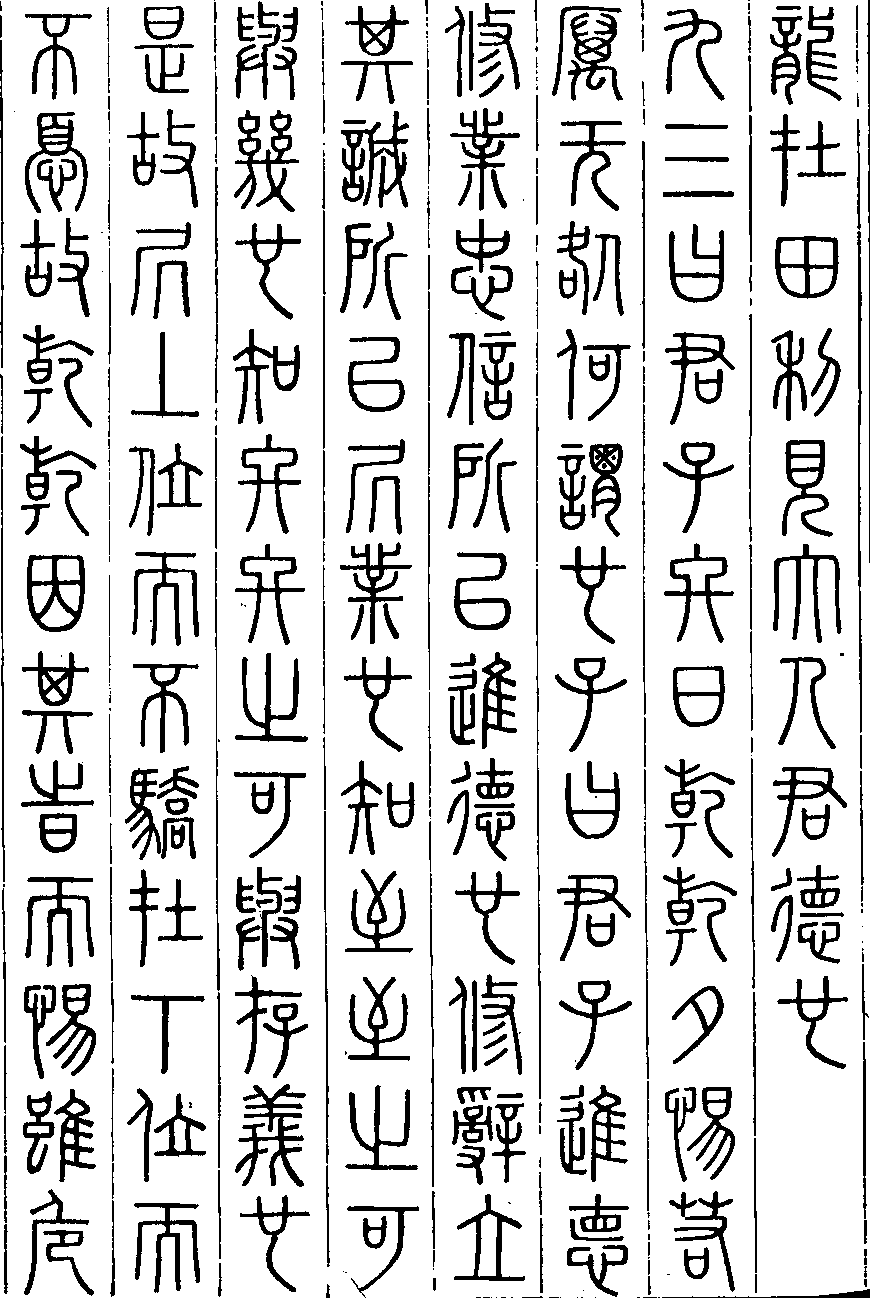 龍在田利見大人君德也
九三曰君子終日乾乾夕惕若
厲无咎何謂也子曰君子進德
修業忠信所以進德也修辭立
其誠所以居業也知至至之可
與幾也知終終之可與存義也
是故居上位而不驕在下位而
不憂故乾乾因其時而惕雖危